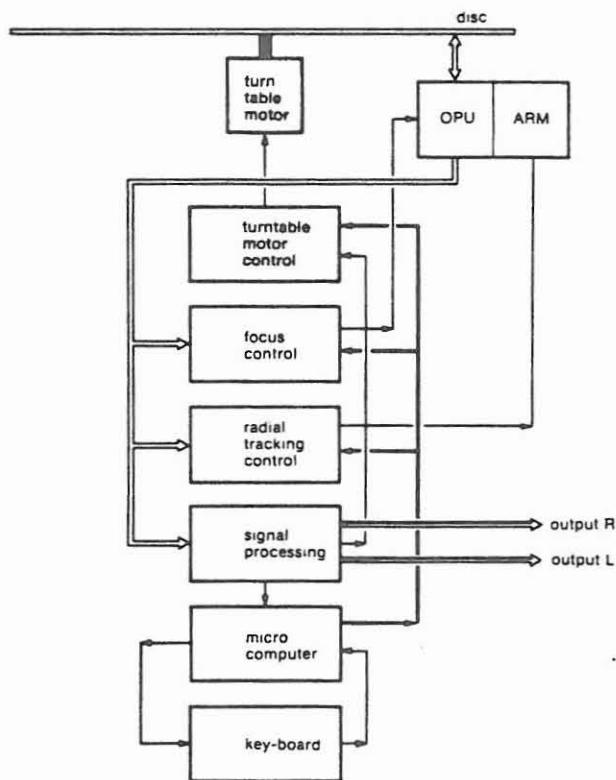 disc
turn
table
motor
OPU
ARM
turntable
motor
control
focus
control
radial
tracking
control
signal
processing
output R
output L
micro
computer
key-board